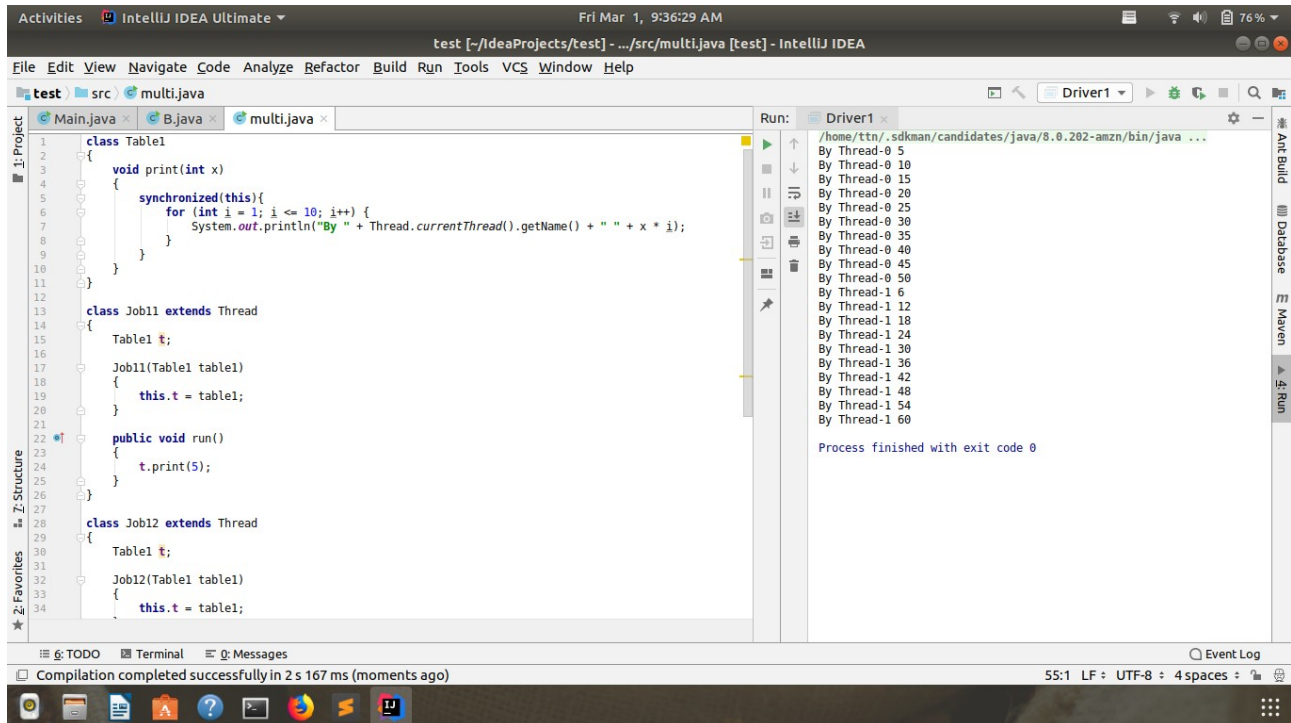 Activities IntelliJ IDEA Ultimate Fri Mar 1, 9:36:29 AM 76%
test [~/IdeaProjects/test] - .../src/multi.java [test] - IntelliJ IDEA
File Edit View Navigate Code Analyze Refactor Build Run Tools VCS Window Help
test src multi.java Driver1
Main.java B.java multi.java
1 class Table1
2 {
3 void print(int x)
4 {
5 synchronized(this){
6 for (int i = 1; i <= 10; i++) {
7 System.out.println("By " + Thread.currentThread().getName() + " " + x * i);
8 }
9 }
10 }
11 }
12
13 class Job11 extends Thread
14 {
15 Table1 t;
16
17 Job11(Table1 table1)
18 {
19 this.t = table1;
20 }
21
22 public void run()
23 {
24 t.print(5);
25 }
26 }
27
28 class Job12 extends Thread
29 {
30 Table1 t;
31
32 Job12(Table1 table1)
33 {
34 this.t = table1;
Run: Driver1
/home/ttn/.sdkman/candidates/java/8.0.202-amzn/bin/java ...
By Thread-0 5
By Thread-0 10
By Thread-0 15
By Thread-0 20
By Thread-0 25
By Thread-0 30
By Thread-0 35
By Thread-0 40
By Thread-0 45
By Thread-0 50
By Thread-1 6
By Thread-1 12
By Thread-1 18
By Thread-1 24
By Thread-1 30
By Thread-1 36
By Thread-1 42
By Thread-1 48
By Thread-1 54
By Thread-1 60
Process finished with exit code 0
1: Project
Z: Structure
2: Favorites
Ant Build
Database
m Maven
4: Run
6: TODO Terminal 0: Messages Event Log
Compilation completed successfully in 2 s 167 ms (moments ago) 55:1 LF UTF-8 4 spaces